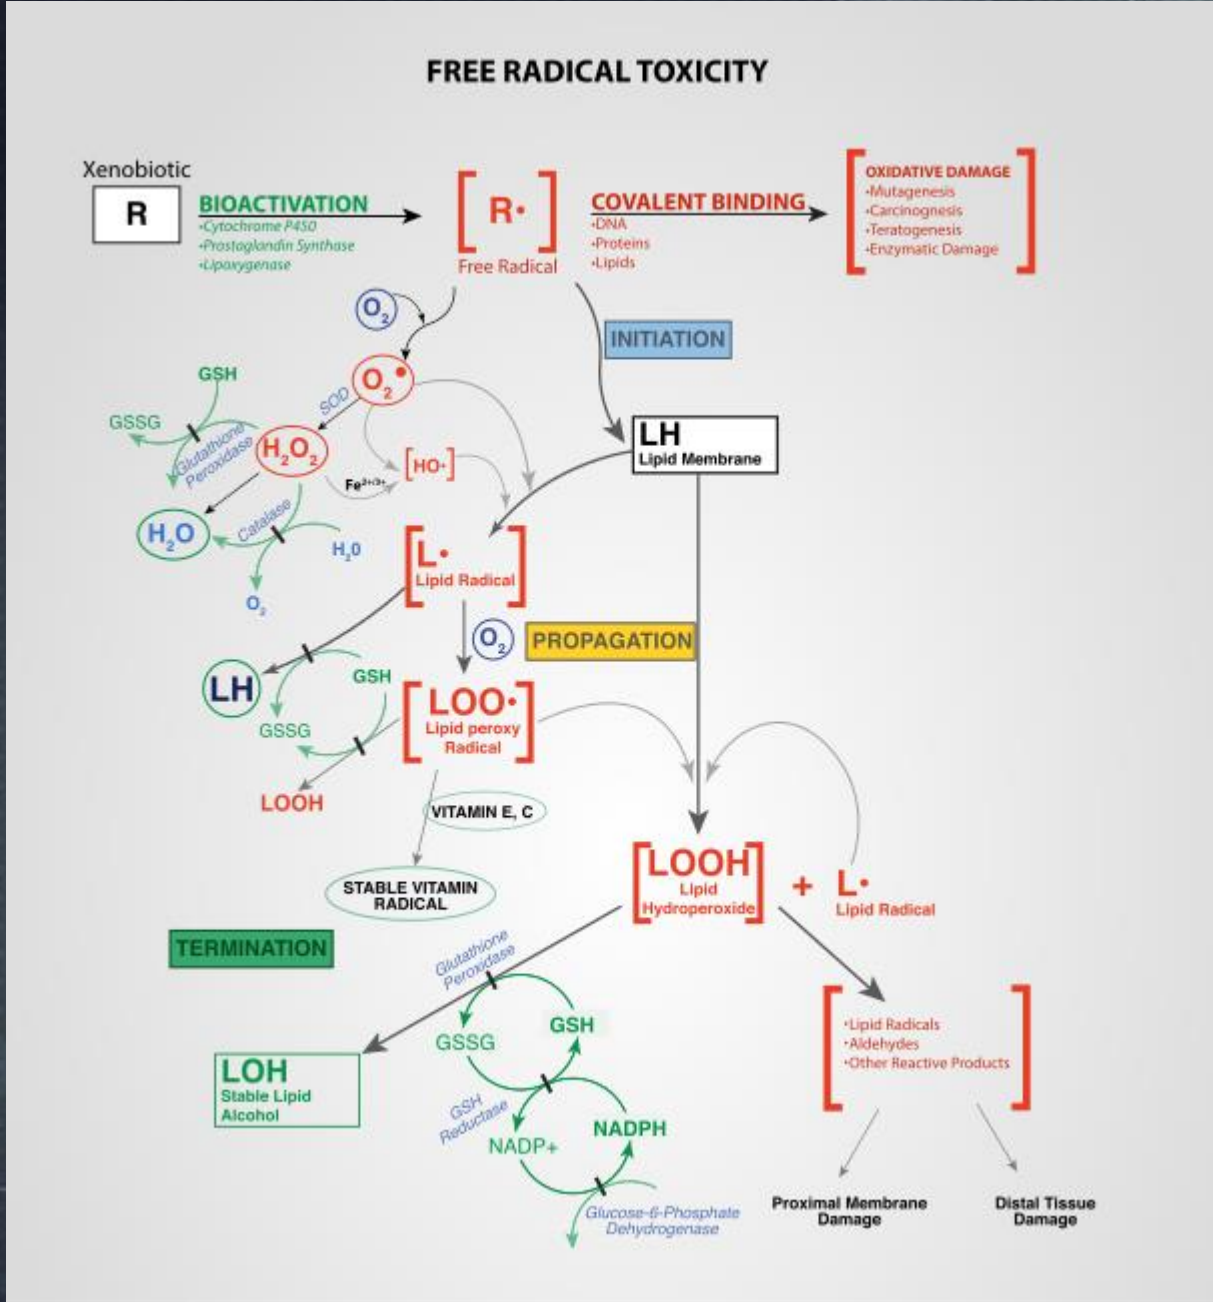 FREE RADICAL TOXICITY
Xenobiotic
R
BIOACTIVATION
•Cytochrome P450
•Prostaglandin Synthase
•Lipoxygenase
R•
Free Radical
COVALENT BINDING
•DNA
•Proteins
•Lipids
OXIDATIVE DAMAGE
•Mutagenesis
•Carcinognesis
•Teratogenesis
•Enzymatic Damage
O₂
INITIATION
O₂•
SOD
GSH
GSSG
Glutathione
Peroxidase
H₂O₂
HO•
Fe²⁺/³⁺
LH
Lipid Membrane
H₂O
Catalase
H₂0
O₂
L•
Lipid Radical
O₂
PROPAGATION
LH
GSH
GSSG
LOO•
Lipid peroxy
Radical
LOOH
VITAMIN E, C
STABLE VITAMIN
RADICAL
LOOH
Lipid
Hydroperoxide
+
L•
Lipid Radical
TERMINATION
Glutathione
Peroxidase
GSH
GSSG
LOH
Stable Lipid
Alcohol
GSH
Reductase
NADP+
NADPH
Glucose-6-Phosphate
Dehydrogenase
•Lipid Radicals
•Aldehydes
•Other Reactive Products
Proximal Membrane
Damage
Distal Tissue
Damage